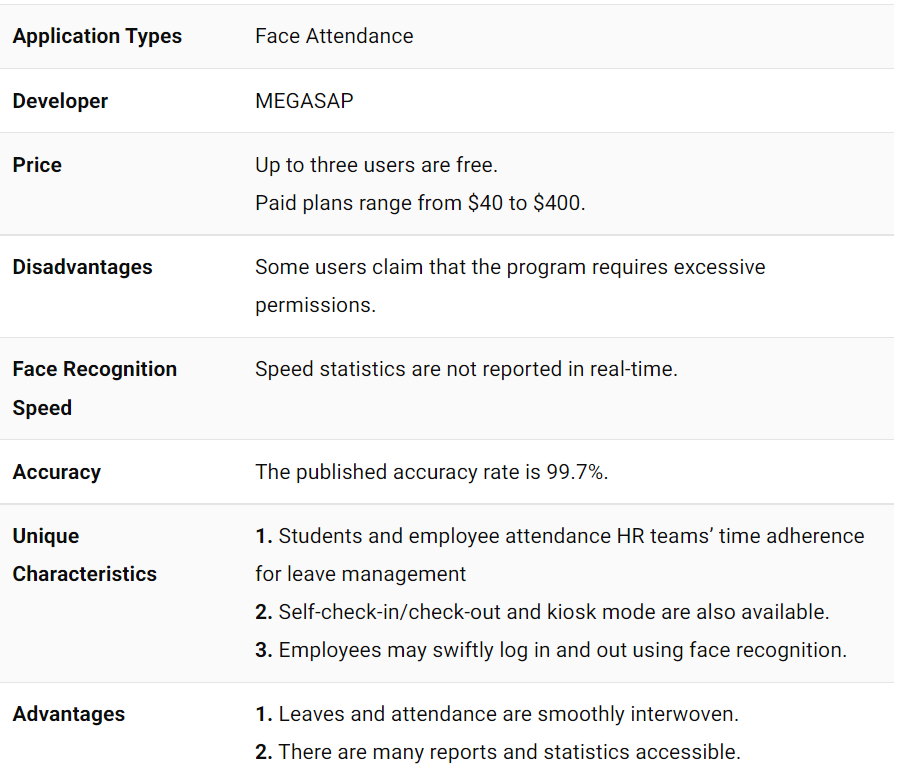 Application Types Face Attendance
Developer MEGASAP
Price Up to three users are free.
Paid plans range from $40 to $400.
Disadvantages Some users claim that the program requires excessive
permissions.
Face Recognition Speed statistics are not reported in real-time.
Speed
Accuracy The published accuracy rate is 99.7%.
Unique 1. Students and employee attendance HR teams’ time adherence
Characteristics for leave management
2. Self-check-in/check-out and kiosk mode are also available.
3. Employees may swiftly log in and out using face recognition.
Advantages 1. Leaves and attendance are smoothly interwoven.
2. There are many reports and statistics accessible.